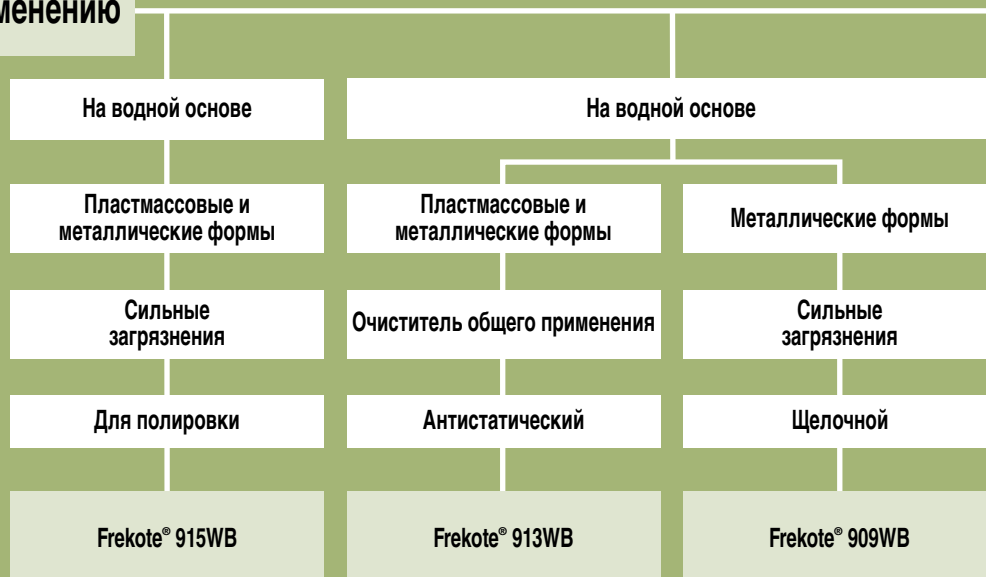 На водной основе
На водной основе
Пластмассовые и
металлические формы
Пластмассовые и
металлические формы
Металлические формы
Сильные
загрязнения
Очиститель общего применения
Сильные
загрязнения
Для полировки
Антистатический
Щелочной
Frekote® 915WB
Frekote® 913WB
Frekote® 909WB